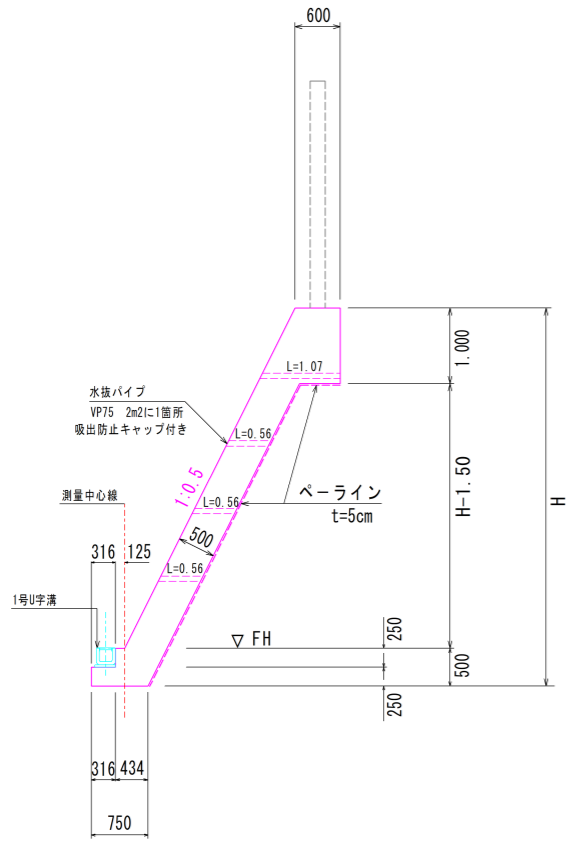 600
L=1.07
1.000
水抜パイプ
VP75 2m2に1箇所
吸出防止キャップ付き
L=0.56
1:0.5
測量中心線
L=0.56
ペーライン
t=5cm
H-1.50
H
500
316
125
L=0.56
1号U字溝
▽ FH
250
500
250
316
434
750